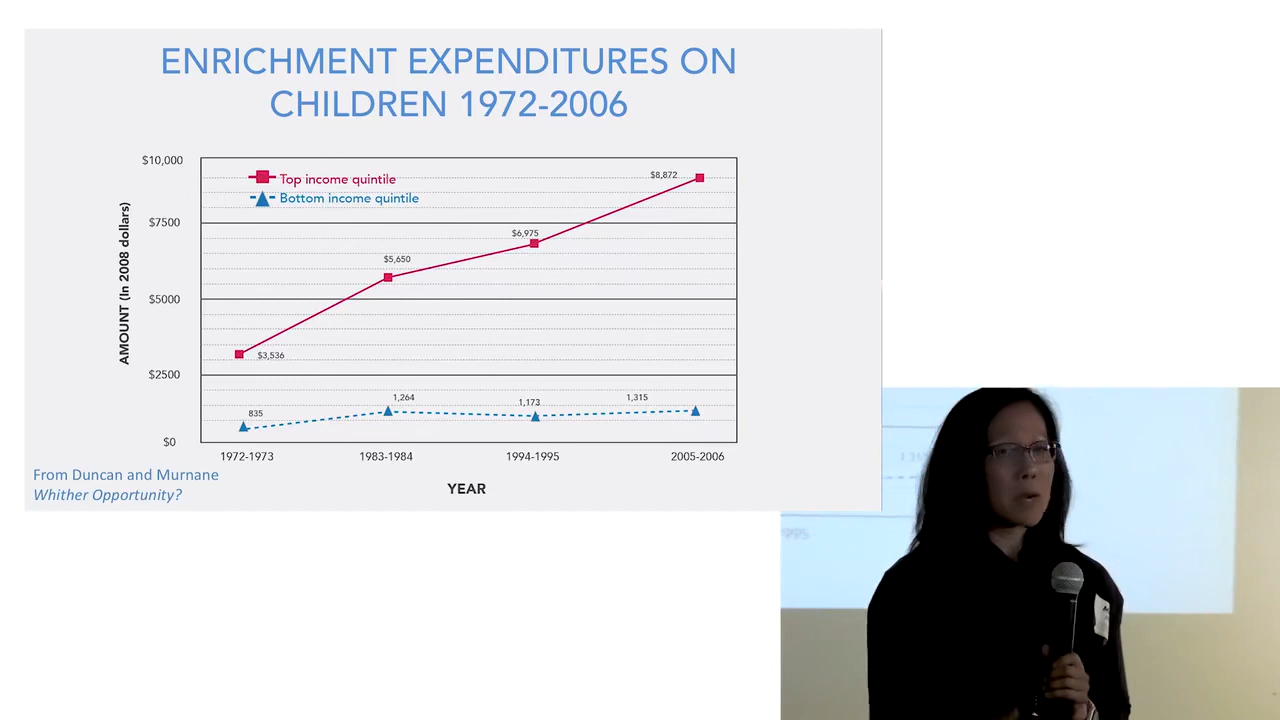 ENRICHMENT EXPENDITURES ON
CHILDREN 1972-2006
$10,000
$7500
$5000
$2500
$0
AMOUNT (In 2008 dollars)
Top income quintile
Bottom income quintile
$3,536
$5,650
$6,975
$8,872
835
1,264
1,173
1,315
1972-1973
1983-1984
1994-1995
2005-2006
YEAR
From Duncan and Murnane
Whither Opportunity?